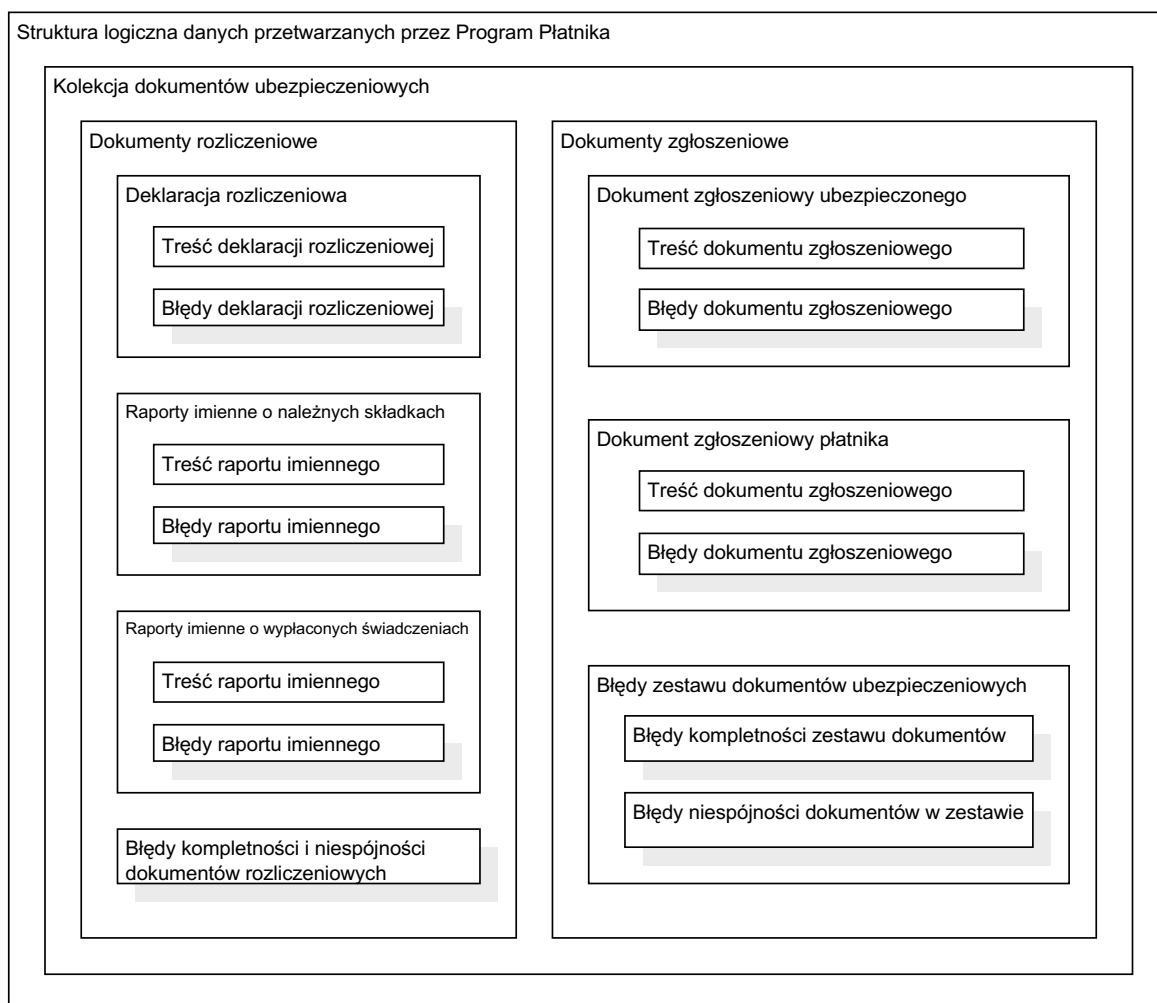 Struktura logiczna danych przetwarzanych przez Program Płatnika
Kolekcja dokumentów ubezpieczeniowych
Dokumenty rozliczeniowe
Deklaracja rozliczeniowa
Treść deklaracji rozliczeniowej
Błędy deklaracji rozliczeniowej
Raporty imienne o należnych składkach
Treść raportu imiennego
Błędy raportu imiennego
Raporty imienne o wypłaconych świadczeniach
Treść raportu imiennego
Błędy raportu imiennego
Błędy kompletności i niespójności
dokumentów rozliczeniowych
Dokumenty zgłoszeniowe
Dokument zgłoszeniowy ubezpieczonego
Treść dokumentu zgłoszeniowego
Błędy dokumentu zgłoszeniowego
Dokument zgłoszeniowy płatnika
Treść dokumentu zgłoszeniowego
Błędy dokumentu zgłoszeniowego
Błędy zestawu dokumentów ubezpieczeniowych
Błędy kompletności zestawu dokumentów
Błędy niespójności dokumentów w zestawie